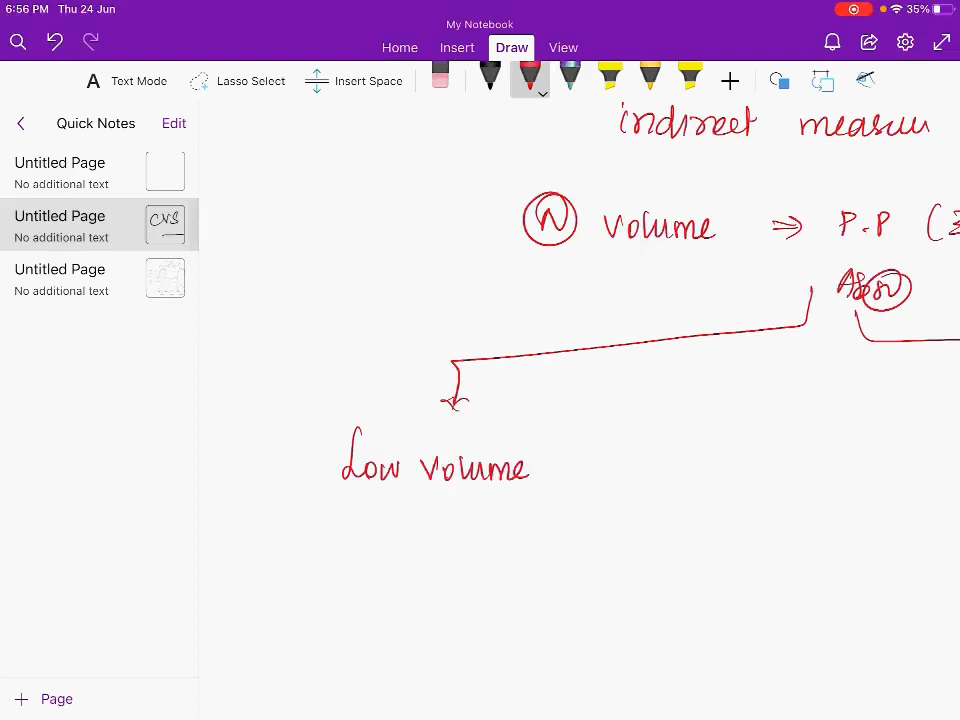 6:56 PM Thu 24 Jun 35%
My Notebook
Home Insert Draw View
Text Mode Lasso Select Insert Space
Quick Notes Edit
Untitled Page
No additional text
Untitled Page
No additional text
CNS
Untitled Page
No additional text
Page
indirect measu
N Volume ⇒ P.P (
Low volume